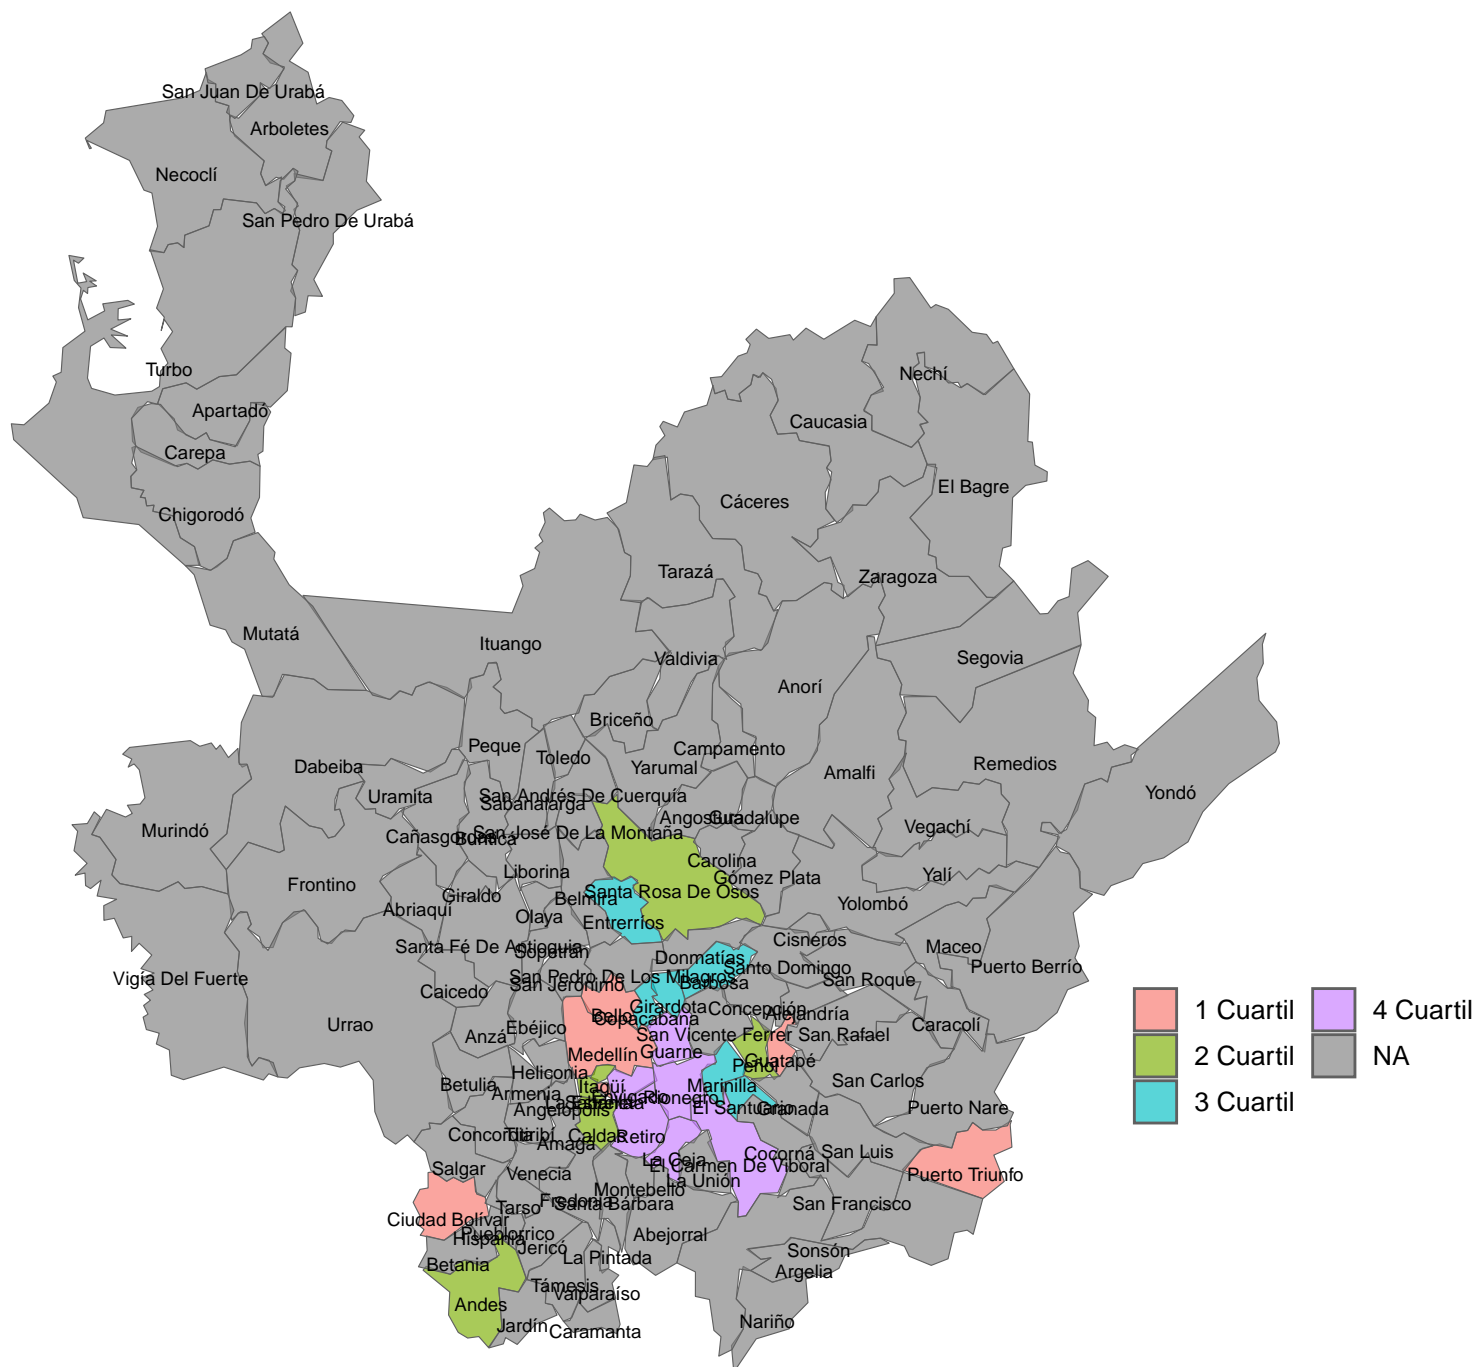 San Juan De Urabá
Arboletes
Necoclí
San Pedro De Urabá
Turbo
Apartadó
Carepa
Chigorodó
Mutatá
Nechí
Caucasia
El Bagre
Cáceres
Tarazá
Zaragoza
Ituango
Valdivia
Segovia
Anorí
Briceño
Peque
Toledo
Campamento
Yarumal
Dabeiba
Amalfi
Remedios
Yondó
Uramita
San Andrés De Cuerquía
Sabanalarga
Angostura
Guadalupe
Vegachí
Murindó
Cañasgordas
Buriticá
San José De La Montaña
Carolina
Gómez Plata
Yalí
Liborina
Frontino
Giraldo
Belmira
Santa Rosa De Osos
Yolombó
Abriaquí
Olaya
Entrerríos
Cisneros
Maceo
Santa Fé De Antioquia
Sopetrán
Donmatías
Santo Domingo
Puerto Berrío
Vigía Del Fuerte
San Pedro De Los Milagros
San Jerónimo
Barbosa
San Roque
Caicedo
Girardota
Concepción
Alejandría
Bello
Copacabana
Urrao
Ebéjico
Anzá
San Vicente Ferrer
San Rafael
Caracolí
Medellín
Guarne
Peñol
Guatapé
Heliconia
Betulia
Itagüí
Marinilla
San Carlos
Armenia
Envigado
Rionegro
La Estrella
Angelópolis
El Santuario
Granada
Puerto Nare
Concordia
Titiribí
Amagá
Caldas
Retiro
Cocorná
San Luis
Salgar
Venecia
La Ceja
El Carmen De Viboral
La Unión
Puerto Triunfo
Montebello
Fredonia
Santa Bárbara
Tarso
San Francisco
Ciudad Bolívar
Pueblorrico
Hispania
Jericó
Abejorral
Betania
La Pintada
Sonsón
Argelia
Támesis
Valparaíso
Andes
Jardín
Caramanta
Nariño
1 Cuartil
4 Cuartil
2 Cuartil
NA
3 Cuartil